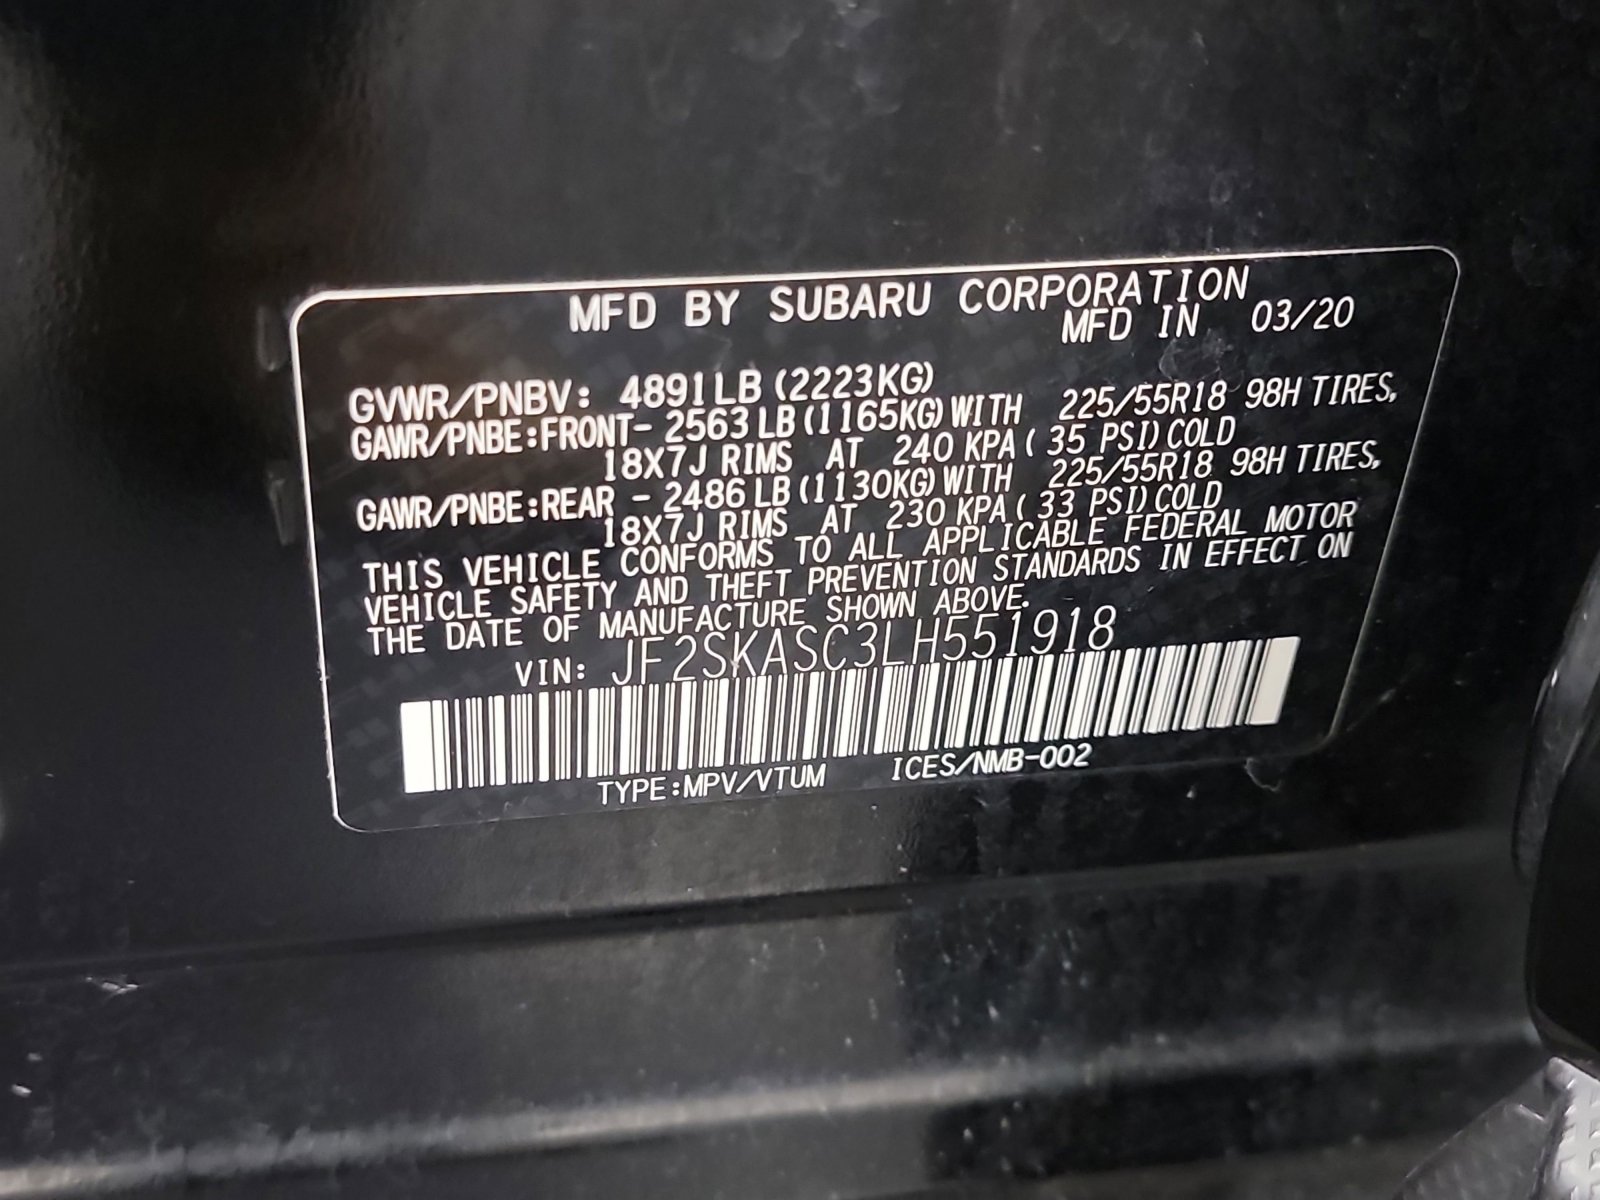 MFD BY SUBARU CORPORATION
MFD IN 03/20
GVWR/PNBV: 4891LB (2223KG)
GAWR/PNBE:FRONT- 2563 LB (1165KG) WITH 225/55R18 98H TIRES,
18X7J RIMS AT 240 KPA ( 35 PSI) COLD
GAWR/PNBE:REAR - 2486 LB (1130KG) WITH 225/55R18 98H TIRES,
18X7J RIMS AT 230 KPA ( 33 PSI) COLD
THIS VEHICLE CONFORMS TO ALL APPLICABLE FEDERAL MOTOR
VEHICLE SAFETY AND THEFT PREVENTION STANDARDS IN EFFECT ON
THE DATE OF MANUFACTURE SHOWN ABOVE.
VIN: JF2SKASC3LH551918
TYPE:MPV/VTUM ICES/NMB-002